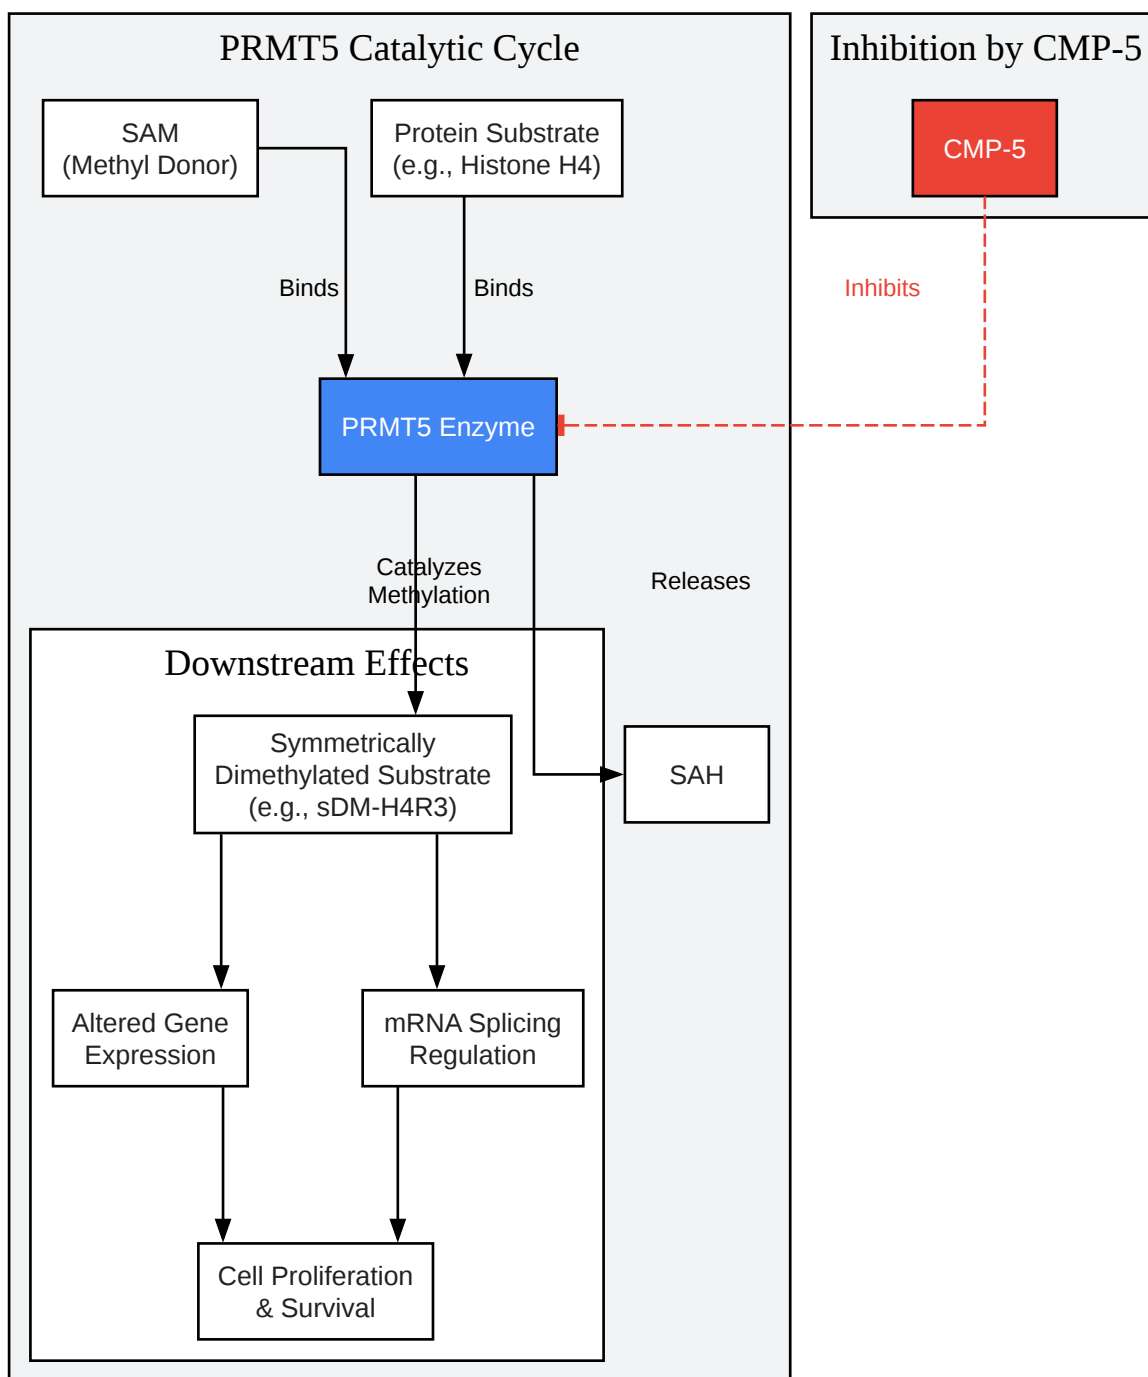 PRMT5 Catalytic Cycle
Inhibition by CMP-5
SAM
(Methyl Donor)
Protein Substrate
(e.g., Histone H4)
CMP-5
Binds
Binds
Inhibits
PRMT5 Enzyme
Catalyzes
Methylation
Releases
Downstream Effects
Symmetrically
Dimethylated Substrate
(e.g., sDM-H4R3)
SAH
Altered Gene
Expression
mRNA Splicing
Regulation
Cell Proliferation
& Survival